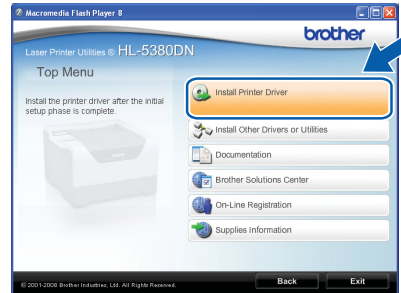 Macromedia Flash Player 8
brother
Laser Printer Utilities ® HL-5380DN
Top Menu
Install the printer driver after the initial
setup phase is complete.
Install Printer Driver
Install Other Drivers or Utilities
Documentation
Brother Solutions Center
On-Line Registration
Supplies Information
© 2001-2008 Brother Industries, Ltd. All Rights Reserved.
Back
Exit